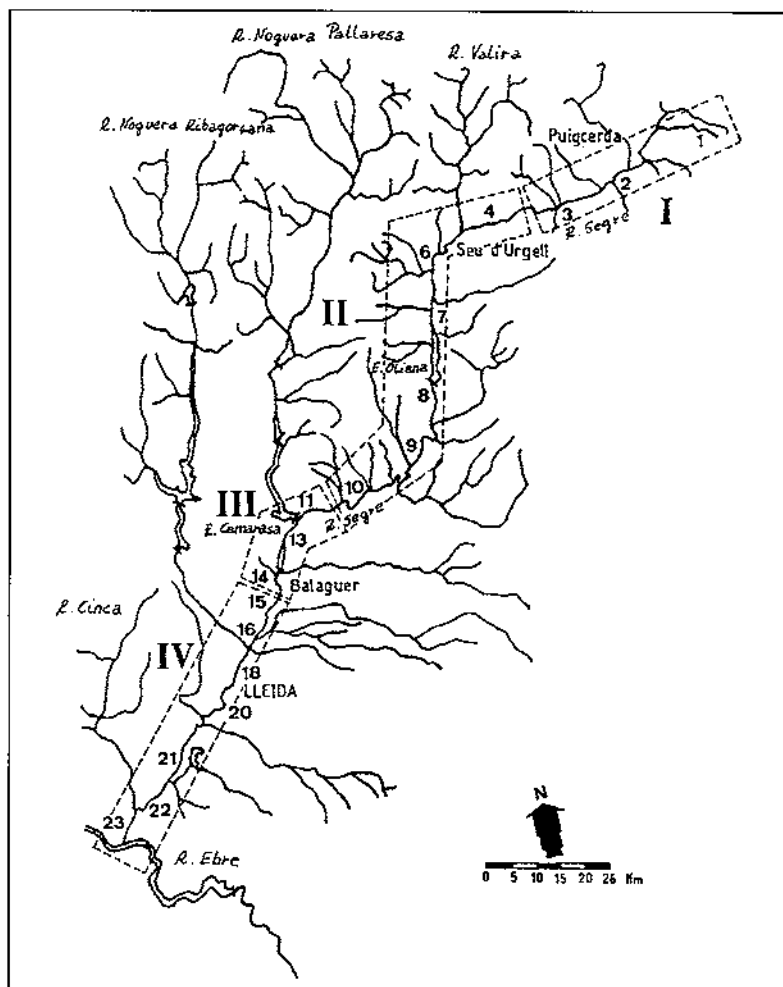 R. Noguera Pallaresa
R. Valira
R. Noguera Ribagorsana
Puigcerda
1
2
I
3
R. Segre
4
6
Seu d'Urgell
II
7
E. Oliana
8
9
10
III
11
R. Segre
E. Camarasa
13
14
Balaguer
15
R. Cinca
16
IV
18
LLEIDA
20
21
22
23
R. Ebre
N
0 5 10 15 20 25 Km